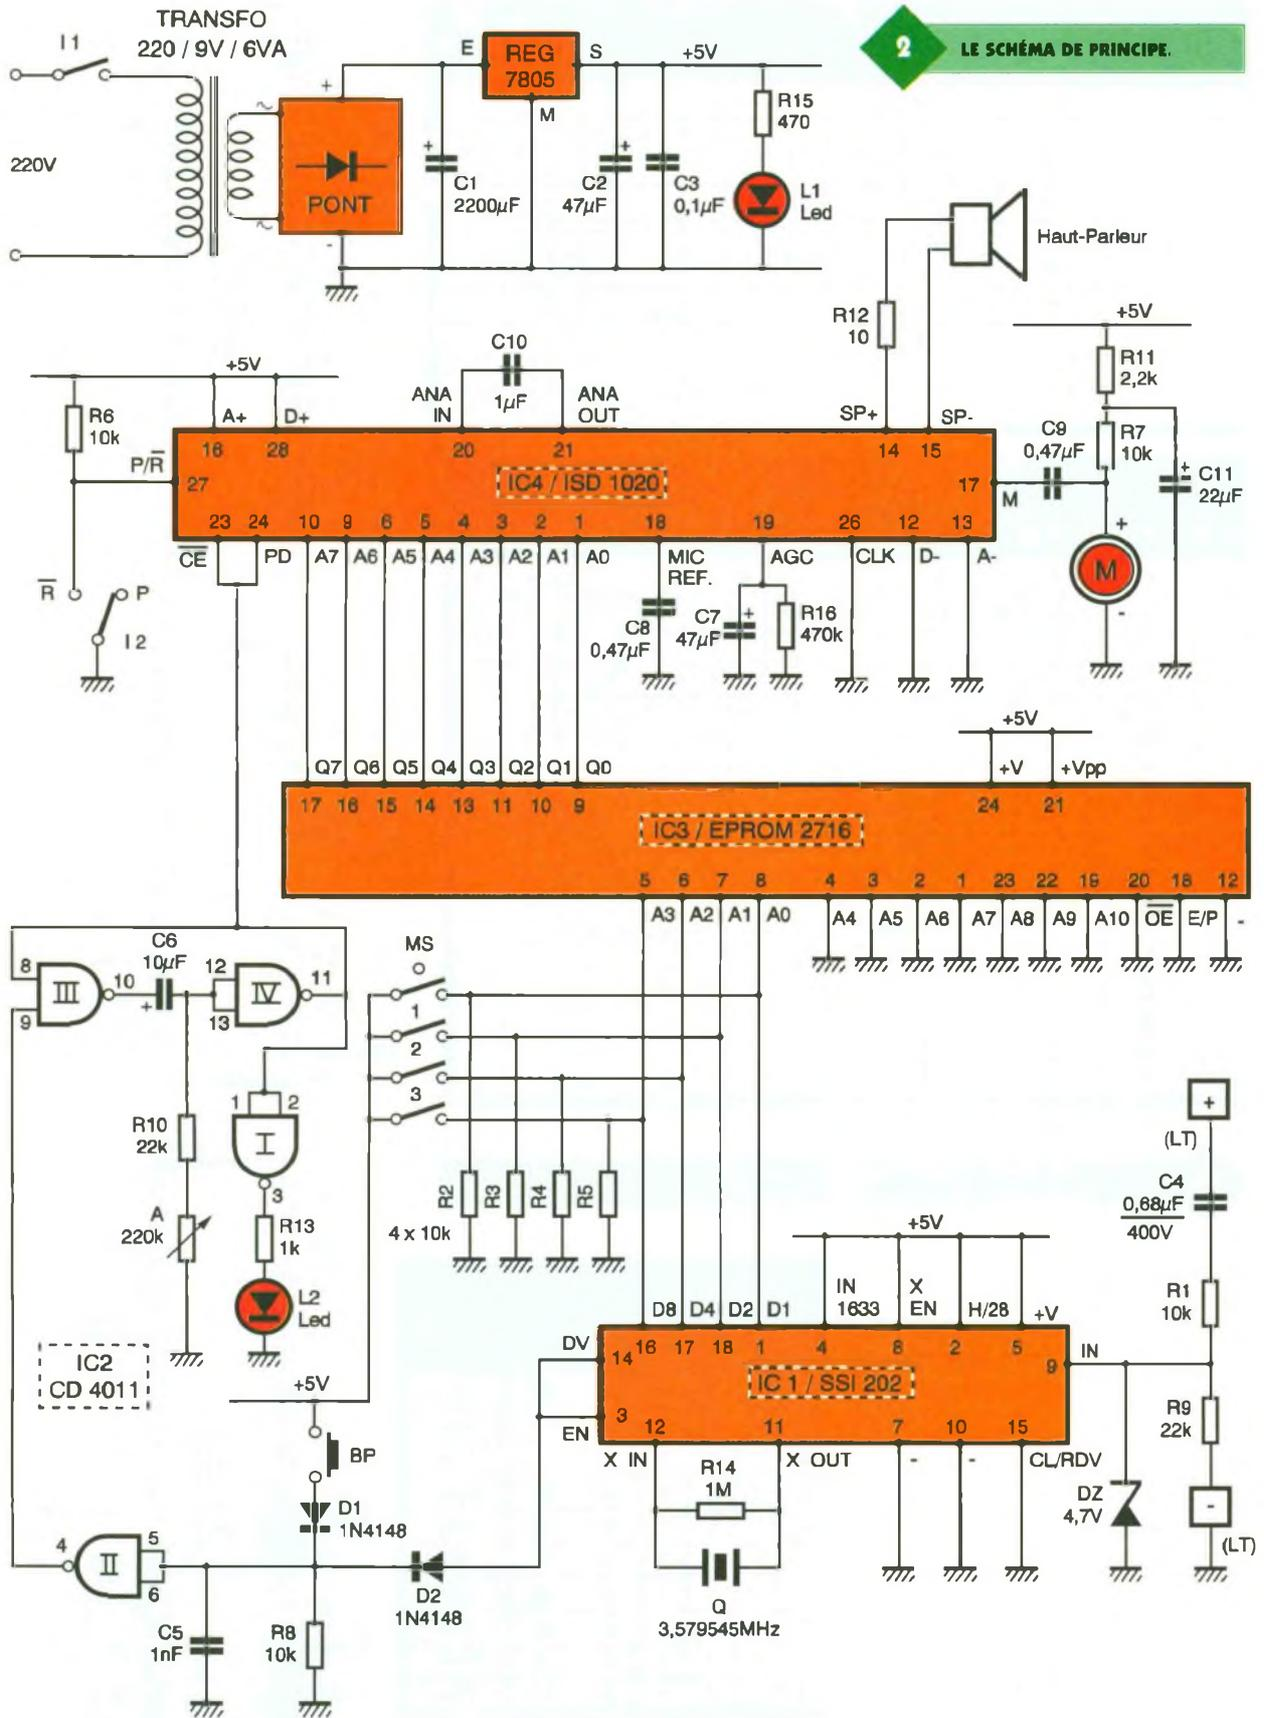 TRANSFO
220 / 9V / 6VA
I1
220V
+
~
~
PONT
-
E
REG
7805
S
M
+5V
+
C1
2200µF
+
C2
47µF
C3
0,1µF
R15
470
L1
Led
2
LE SCHÉMA DE PRINCIPE.
Haut-Parleur
R12
10
+5V
R11
2,2k
R7
10k
C9
0,47µF
+
C11
22µF
+
M
-
+5V
R6
10k
A+
D+
ANA
IN
C10
1µF
ANA
OUT
SP+
SP-
P/R̅
16
28
20
21
14
15
27
IC4 / ISD 1020
17
M
23
24
10
9
6
5
4
3
2
1
18
19
26
12
13
C̅E̅
PD
A7
A6
A5
A4
A3
A2
A1
A0
MIC
REF.
AGC
CLK
D-
A-
R̅
P
I2
C8
0,47µF
+
C7
47µF
R16
470k
+5V
+V
+Vpp
Q7
Q6
Q5
Q4
Q3
Q2
Q1
Q0
17
16
15
14
13
11
10
9
24
21
IC3 / EPROM 2716
5
6
7
8
4
3
2
1
23
22
19
20
18
12
A3
A2
A1
A0
A4
A5
A6
A7
A8
A9
A10
O̅E̅
E/P
-
8
9
III
10
C6
10µF
+
12
13
IV
11
MS
1
2
3
R10
22k
A
220k
1
2
I
3
R13
1k
L2
Led
R2
R3
R4
R5
4 x 10k
+
(LT)
C4
0,68µF
400V
R1
10k
+5V
IN
1633
X
EN
H/28
+V
D8
D4
D2
D1
DV
14
16
17
18
1
4
8
2
5
9
IN
IC 1 / SSI 202
EN
3
12
11
7
10
15
X IN
X OUT
-
-
CL/RDV
R14
1M
Q
3,579545MHz
R9
22k
DZ
4,7V
-
(LT)
IC2
CD 4011
+5V
BP
D1
1N4148
D2
1N4148
4
II
5
6
C5
1nF
R8
10k